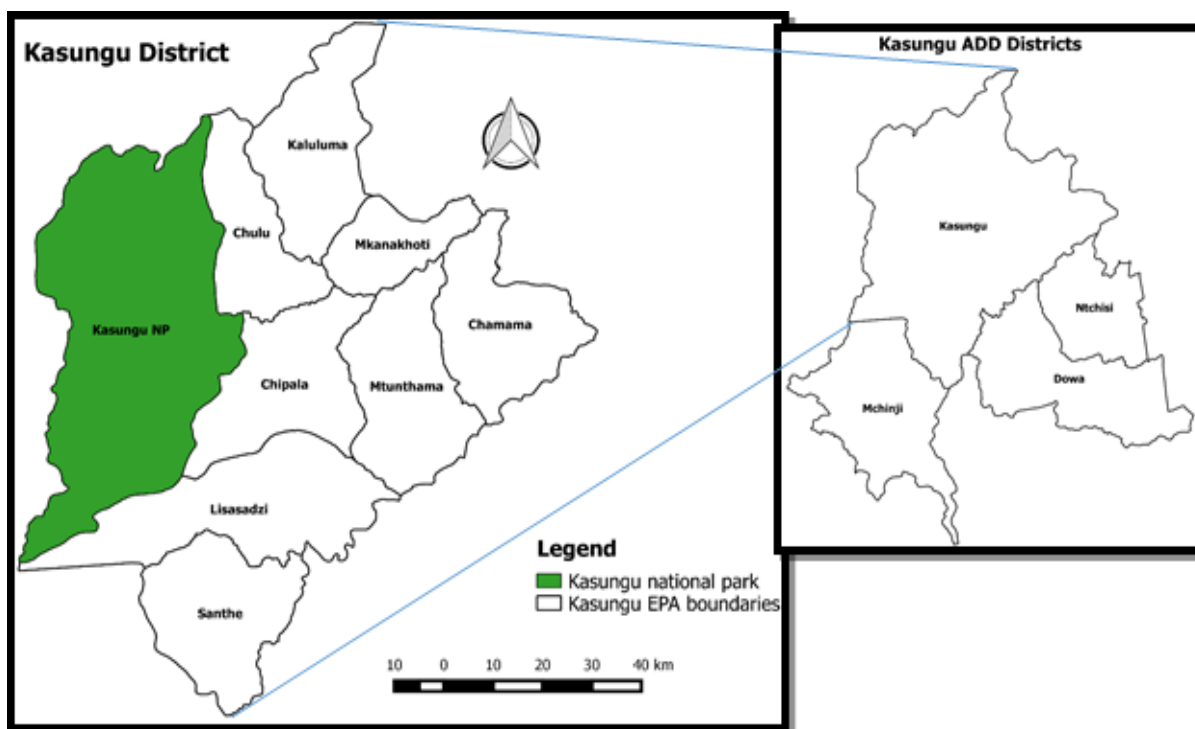 Kasungu District
Kaluluma
Chulu
Mkanakhoti
Kasungu NP
Chamama
Chipala
Mtunthama
Lisasadzi
Santhe
Legend
Kasungu national park
Kasungu EPA boundaries
10 0 10 20 30 40 km
Kasungu ADD Districts
Kasungu
Ntchisi
Dowa
Mchinji